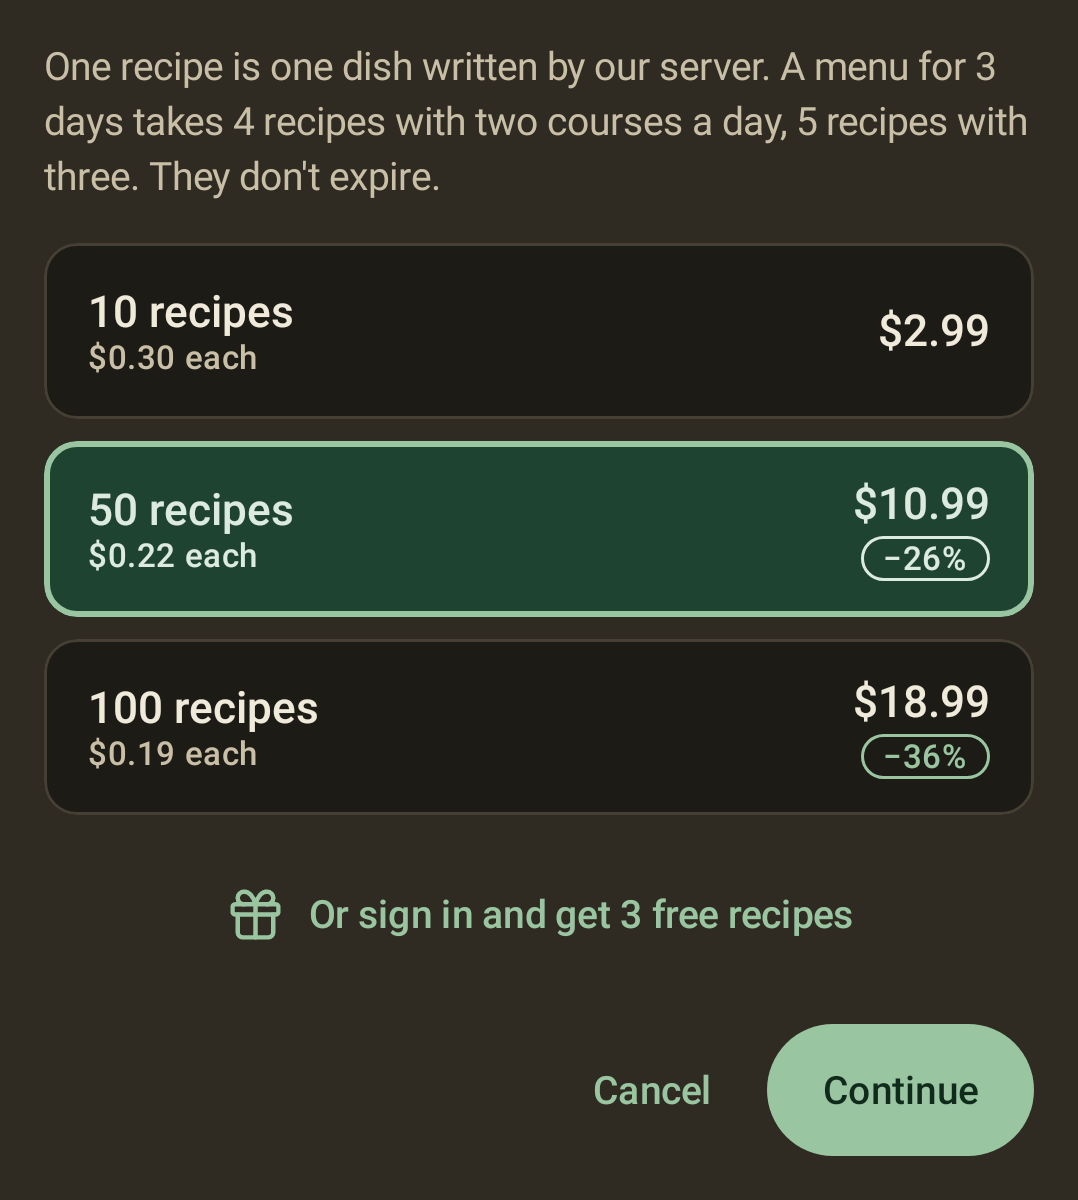 One recipe is one dish written by our server. A menu for 3
days takes 4 recipes with two courses a day, 5 recipes with
three. They don't expire.
10 recipes
$0.30 each
$2.99
50 recipes
$0.22 each
$10.99
−26%
100 recipes
$0.19 each
$18.99
−36%
Or sign in and get 3 free recipes
Cancel
Continue